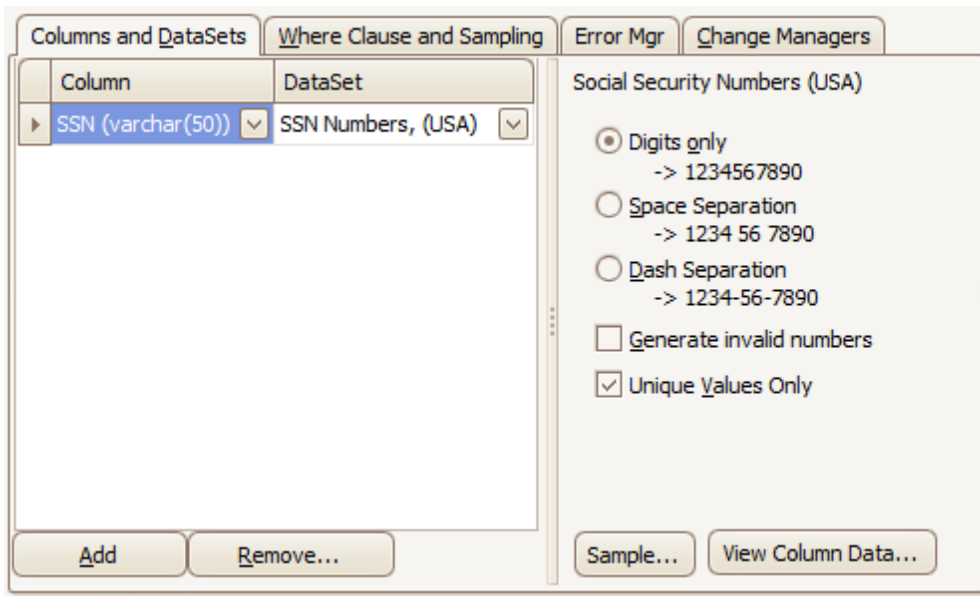 Columns and DataSets Where Clause and Sampling Error Mgr Change Managers
Column DataSet
SSN (varchar(50)) SSN Numbers, (USA)
Add Remove...
Social Security Numbers (USA)
Digits only
-> 1234567890
Space Separation
-> 1234 56 7890
Dash Separation
-> 1234-56-7890
Generate invalid numbers
Unique Values Only
Sample... View Column Data...